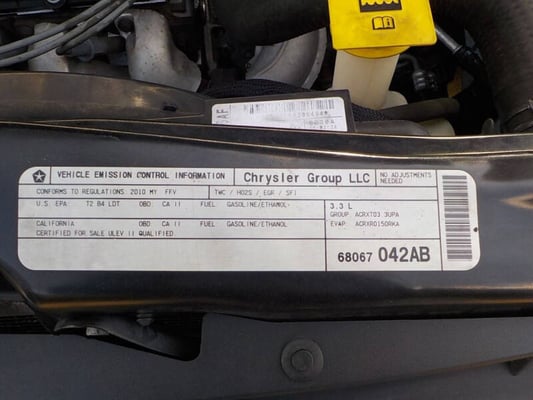 VEHICLE EMISSION CONTROL INFORMATION
Chrysler Group LLC
NO ADJUSTMENTS NEEDED
CONFORMS TO REGULATIONS 2010 MY FFV
TWC / HO2S / EGR / SFI
U.S. EPA T2 B4 LDT OBD CA II FUEL GASOLINE/ETHANOL
CALIFORNIA OBD CA II FUEL GASOLINE/ETHANOL
CERTIFIED FOR SALE ULEV II QUALIFIED
3.3 L
GROUP: ACRXT03.3UPA
EVAP: ACRXR0150RKA
68067 042AB